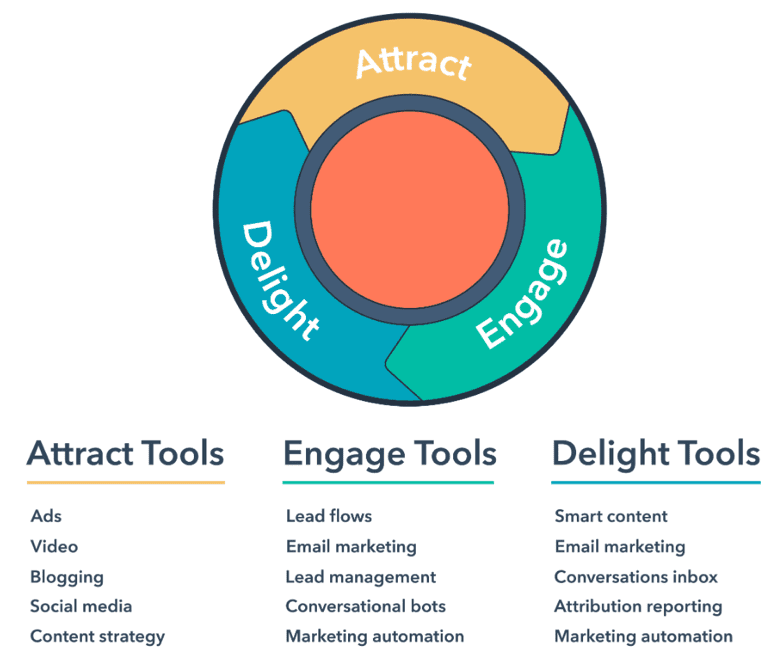 Attract
Engage
Delight
Attract Tools
Ads
Video
Blogging
Social media
Content strategy
Engage Tools
Lead flows
Email marketing
Lead management
Conversational bots
Marketing automation
Delight Tools
Smart content
Email marketing
Conversations inbox
Attribution reporting
Marketing automation